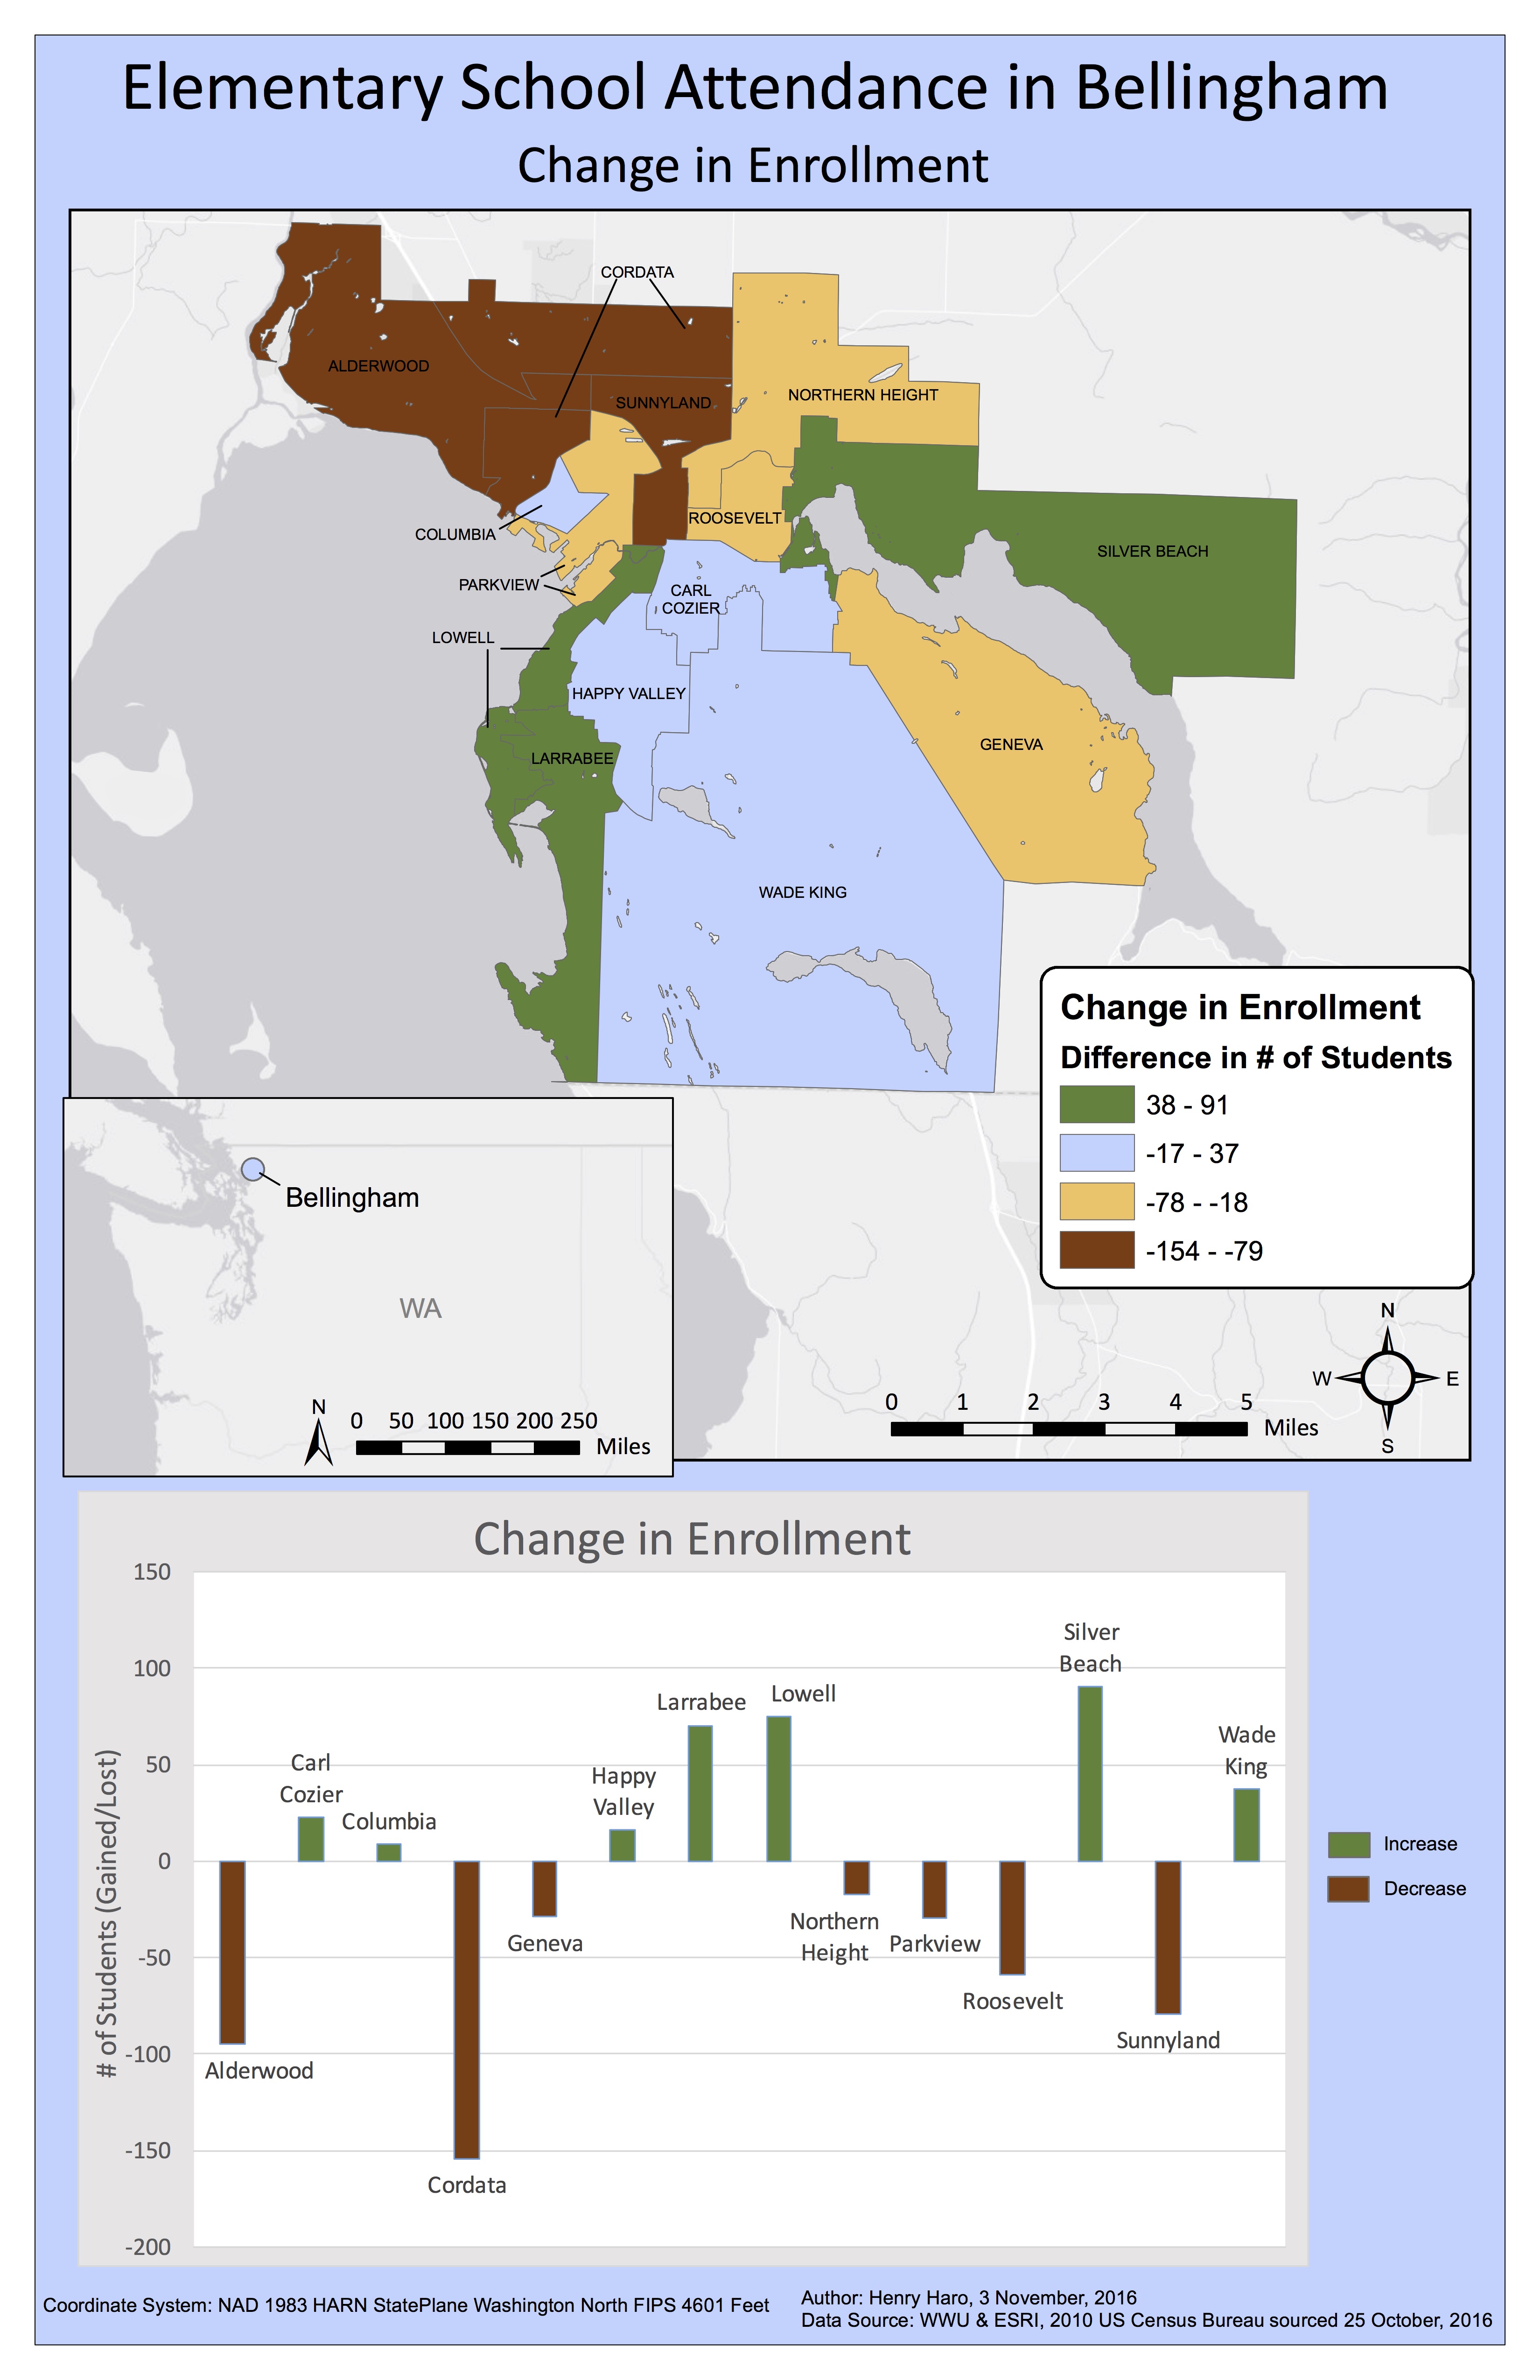 Elementary School Attendance in Bellingham
Change in Enrollment
CORDATA
ALDERWOOD
NORTHERN HEIGHT
SUNNYLAND
ROOSEVELT
COLUMBIA
SILVER BEACH
PARKVIEW
CARL
COZIER
LOWELL
HAPPY VALLEY
GENEVA
LARRABEE
WADE KING
Change in Enrollment
Difference in # of Students
38 - 91
-17 - 37
-78 - -18
-154 - -79
Bellingham
WA
N
0 50 100 150 200 250
Miles
0 1 2 3 4 5
Miles
N
W E
S
Change in Enrollment
# of Students (Gained/Lost)
150
100
50
0
-50
-100
-150
-200
Alderwood
Carl
Cozier
Columbia
Cordata
Geneva
Happy
Valley
Larrabee
Lowell
Northern
Height
Parkview
Roosevelt
Silver
Beach
Sunnyland
Wade
King
Increase
Decrease
Coordinate System: NAD 1983 HARN StatePlane Washington North FIPS 4601 Feet
Author: Henry Haro, 3 November, 2016
Data Source: WWU & ESRI, 2010 US Census Bureau sourced 25 October, 2016